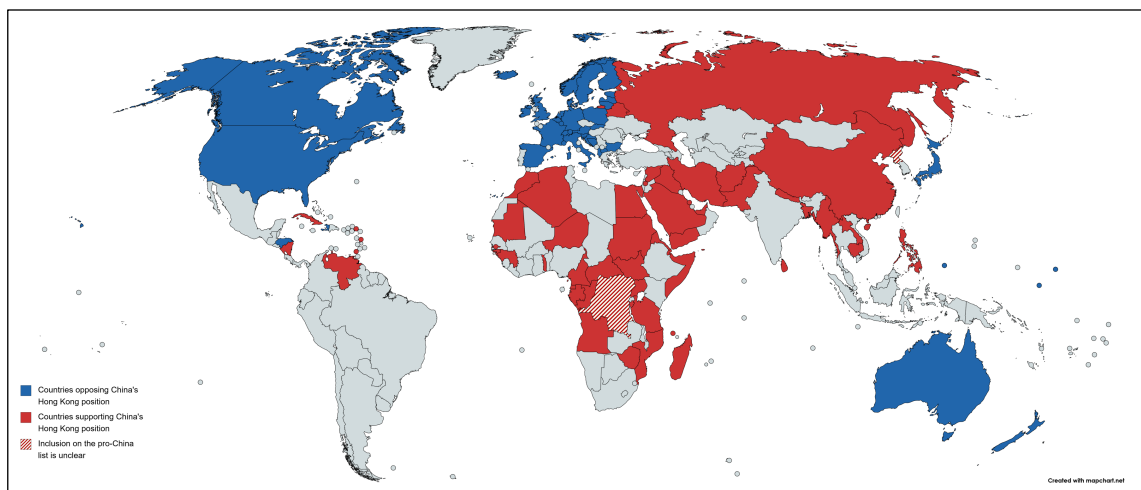 Countries opposing China's
Hong Kong position
Countries supporting China's
Hong Kong position
Inclusion on the pro-China
list is unclear
Created with mapchart.net